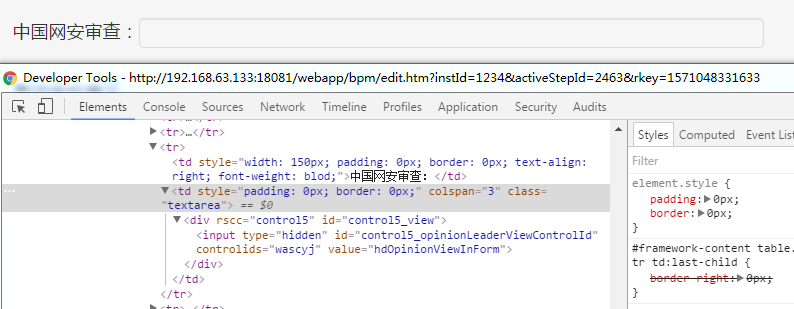 中国网安审查：
Developer Tools - http://192.168.63.133:18081/webapp/bpm/edit.htm?instId=1234&activeStepId=2463&rkey=1571048331633
Elements Console Sources Network Timeline Profiles Application Security Audits
▶<tr>…</tr>
▼<tr>
<td style="width: 150px; padding: 0px; border: 0px; text-align:
right; font-weight: blod;">中国网安审查：</td>
… ▼<td style="padding: 0px; border: 0px;" colspan="3" class=
"textarea"> == $0
▼<div rscc="control5" id="control5_view">
<input type="hidden" id="control5_opinionLeaderViewControlId"
controlids="wascyj" value="hdOpinionViewInForm">
</div>
</td>
</tr>
▶<tr>…</tr>
Styles Computed Event List
Filter
element.style {
padding:▶0px;
border:▶0px;
}
#framework-content table.
tr td:last-child {
border-right:▶0px;
}